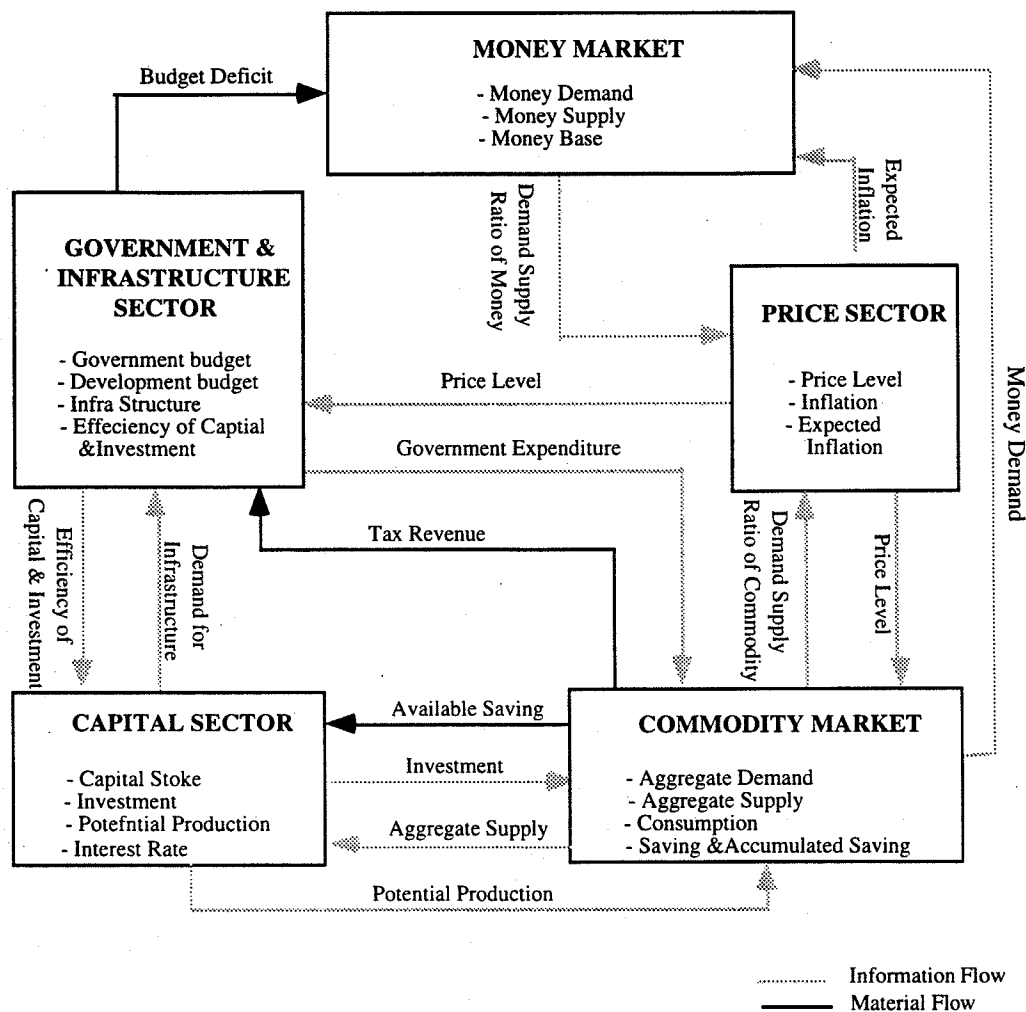 MONEY MARKET
- Money Demand
- Money Supply
- Money Base
Budget Deficit
Demand Supply
Ratio of Money
Expected
Inflation
Money Demand
GOVERNMENT &
INFRASTRUCTURE
SECTOR
- Government budget
- Development budget
- Infra Structure
- Effeciency of Captial
&Investment
PRICE SECTOR
- Price Level
- Inflation
- Expected
Inflation
Price Level
Government Expenditure
Tax Revenue
Efficiency of
Capital & Investment
Demand for
Infrastructure
Demand Supply
Ratio of Commodity
Price Level
CAPITAL SECTOR
- Capital Stoke
- Investment
- Potefntial Production
- Interest Rate
Available Saving
Investment
Aggregate Supply
Potential Production
COMMODITY MARKET
- Aggregate Demand
- Aggregate Supply
- Consumption
- Saving &Accumulated Saving
Information Flow
Material Flow